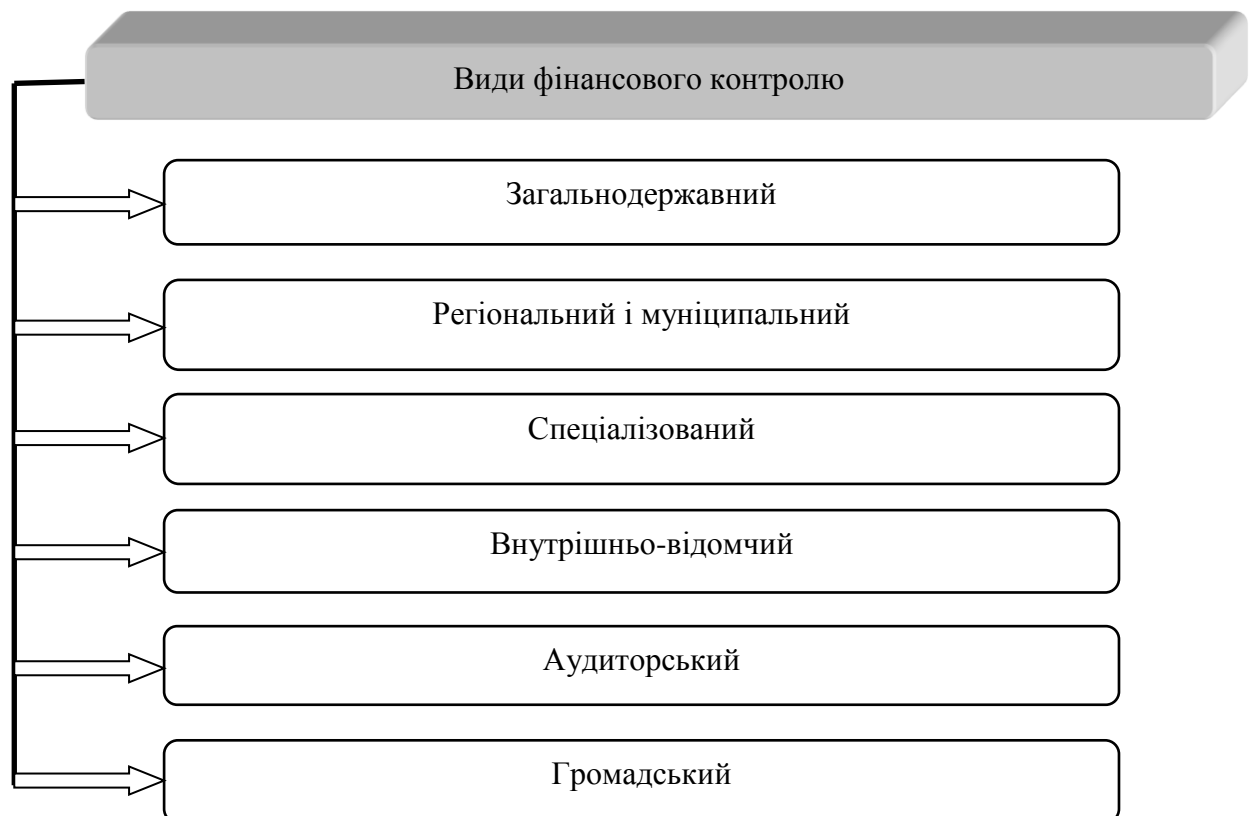 Види фінансового контролю
Загальнодержавний
Регіональний і муніципальний
Спеціалізований
Внутрішньо-відомчий
Аудиторський
Громадський